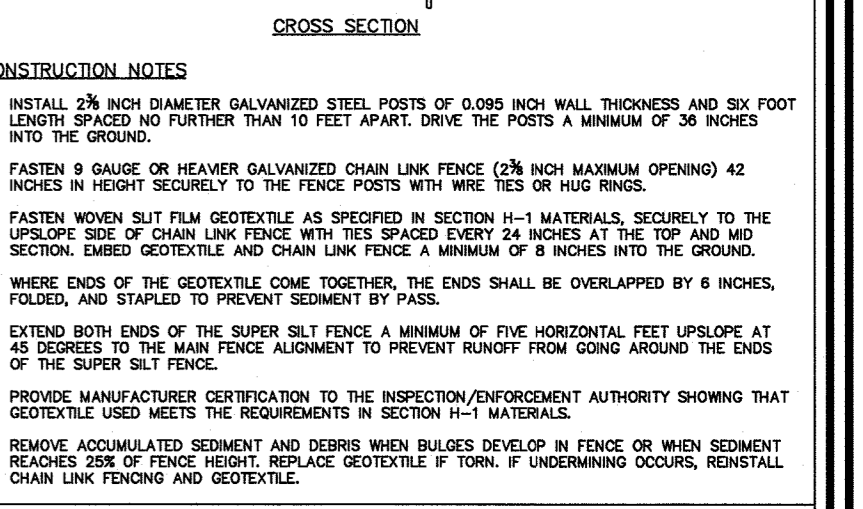 CROSS SECTION
ONSTRUCTION NOTES
INSTALL 2⅜ INCH DIAMETER GALVANIZED STEEL POSTS OF 0.095 INCH WALL THICKNESS AND SIX FOOT
LENGTH SPACED NO FURTHER THAN 10 FEET APART. DRIVE THE POSTS A MINIMUM OF 36 INCHES
INTO THE GROUND.
FASTEN 9 GAUGE OR HEAVIER GALVANIZED CHAIN LINK FENCE (2⅜ INCH MAXIMUM OPENING) 42
INCHES IN HEIGHT SECURELY TO THE FENCE POSTS WITH WIRE TIES OR HUG RINGS.
FASTEN WOVEN SLIT FILM GEOTEXTILE AS SPECIFIED IN SECTION H-1 MATERIALS, SECURELY TO THE
UPSLOPE SIDE OF CHAIN LINK FENCE WITH TIES SPACED EVERY 24 INCHES AT THE TOP AND MID
SECTION. EMBED GEOTEXTILE AND CHAIN LINK FENCE A MINIMUM OF 8 INCHES INTO THE GROUND.
WHERE ENDS OF THE GEOTEXTILE COME TOGETHER, THE ENDS SHALL BE OVERLAPPED BY 6 INCHES,
FOLDED, AND STAPLED TO PREVENT SEDIMENT BY PASS.
EXTEND BOTH ENDS OF THE SUPER SILT FENCE A MINIMUM OF FIVE HORIZONTAL FEET UPSLOPE AT
45 DEGREES TO THE MAIN FENCE ALIGNMENT TO PREVENT RUNOFF FROM GOING AROUND THE ENDS
OF THE SUPER SILT FENCE.
PROVIDE MANUFACTURER CERTIFICATION TO THE INSPECTION/ENFORCEMENT AUTHORITY SHOWING THAT
GEOTEXTILE USED MEETS THE REQUIREMENTS IN SECTION H-1 MATERIALS.
REMOVE ACCUMULATED SEDIMENT AND DEBRIS WHEN BULGES DEVELOP IN FENCE OR WHEN SEDIMENT
REACHES 25% OF FENCE HEIGHT. REPLACE GEOTEXTILE IF TORN. IF UNDERMINING OCCURS, REINSTALL
CHAIN LINK FENCING AND GEOTEXTILE.